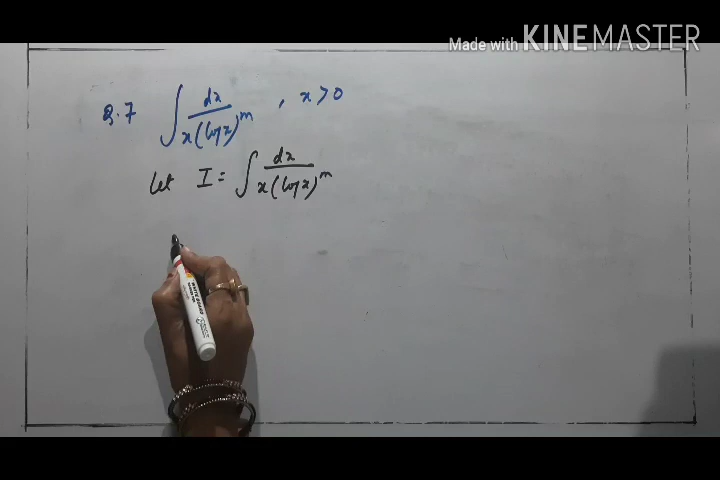 Made with KINEMASTER
Q.7 ∫ dx / x(log x)^m , x > 0
Let I = ∫ dx / x(log x)^m